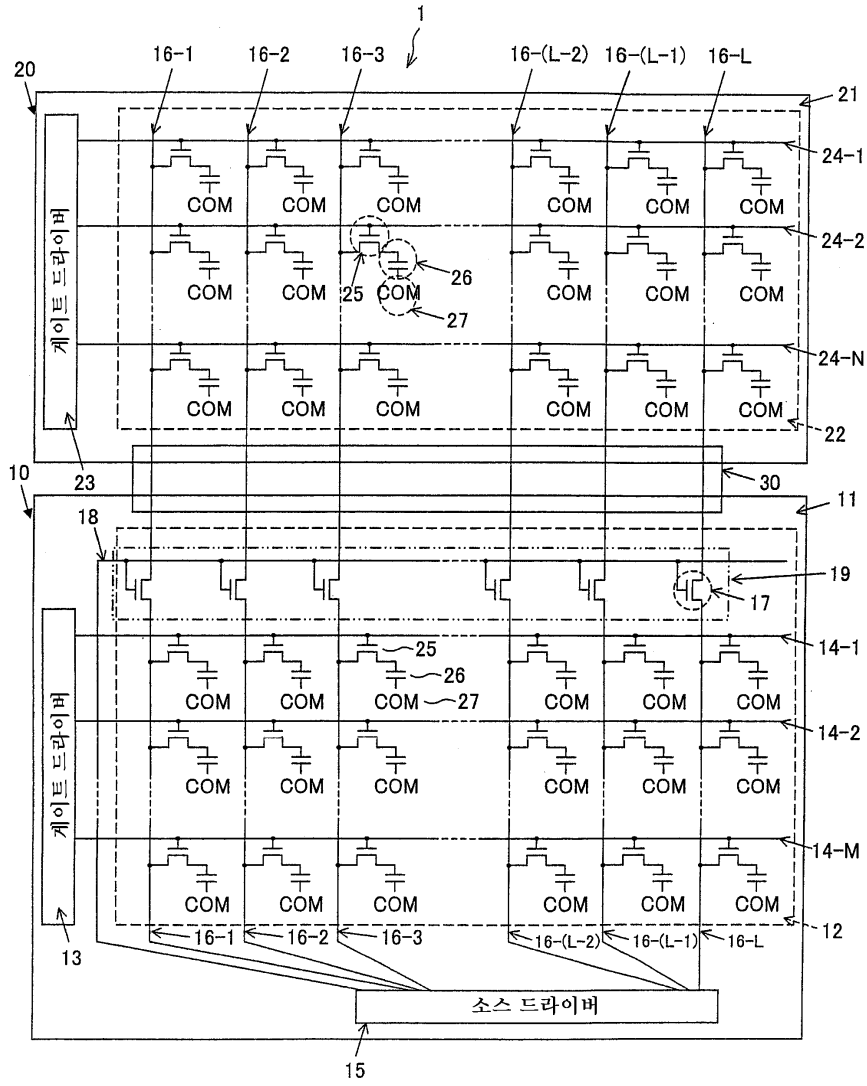 1
16-1 16-2 16-3 16-(L-2) 16-(L-1) 16-L
20 21
24-1
COM COM COM COM COM COM
24-2
게이트 드라이버
25 26
COM COM COM COM COM COM
27
24-N
COM COM COM COM COM COM
23 22
10 30 11
18
19
17
25 14-1
26
COM COM COM 27 COM COM COM
14-2
게이트 드라이버
COM COM COM COM COM COM
14-M
COM COM COM COM COM COM
13 16-1 16-2 16-3 16-(L-2) 16-(L-1) 16-L 12
소스 드라이버
15